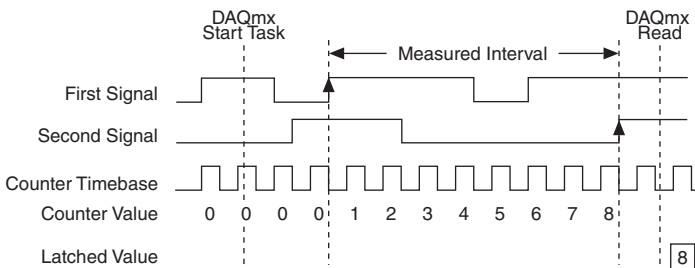 DAQmx
Start Task
DAQmx
Read
Measured Interval
First Signal
Second Signal
Counter Timebase
Counter Value 0 0 0 0 1 2 3 4 5 6 7 8
Latched Value 8